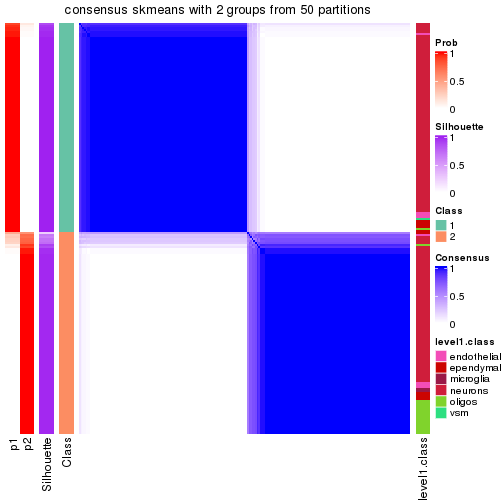 consensus skmeans with 2 groups from 50 partitions
Prob
1
0.5
0
Silhouette
1
0.5
0
Class
1
2
Consensus
1
0.5
0
level1.class
endothelial
ependymal
microglia
neurons
oligos
vsm
p1
p2
Silhouette
Class
level1.class